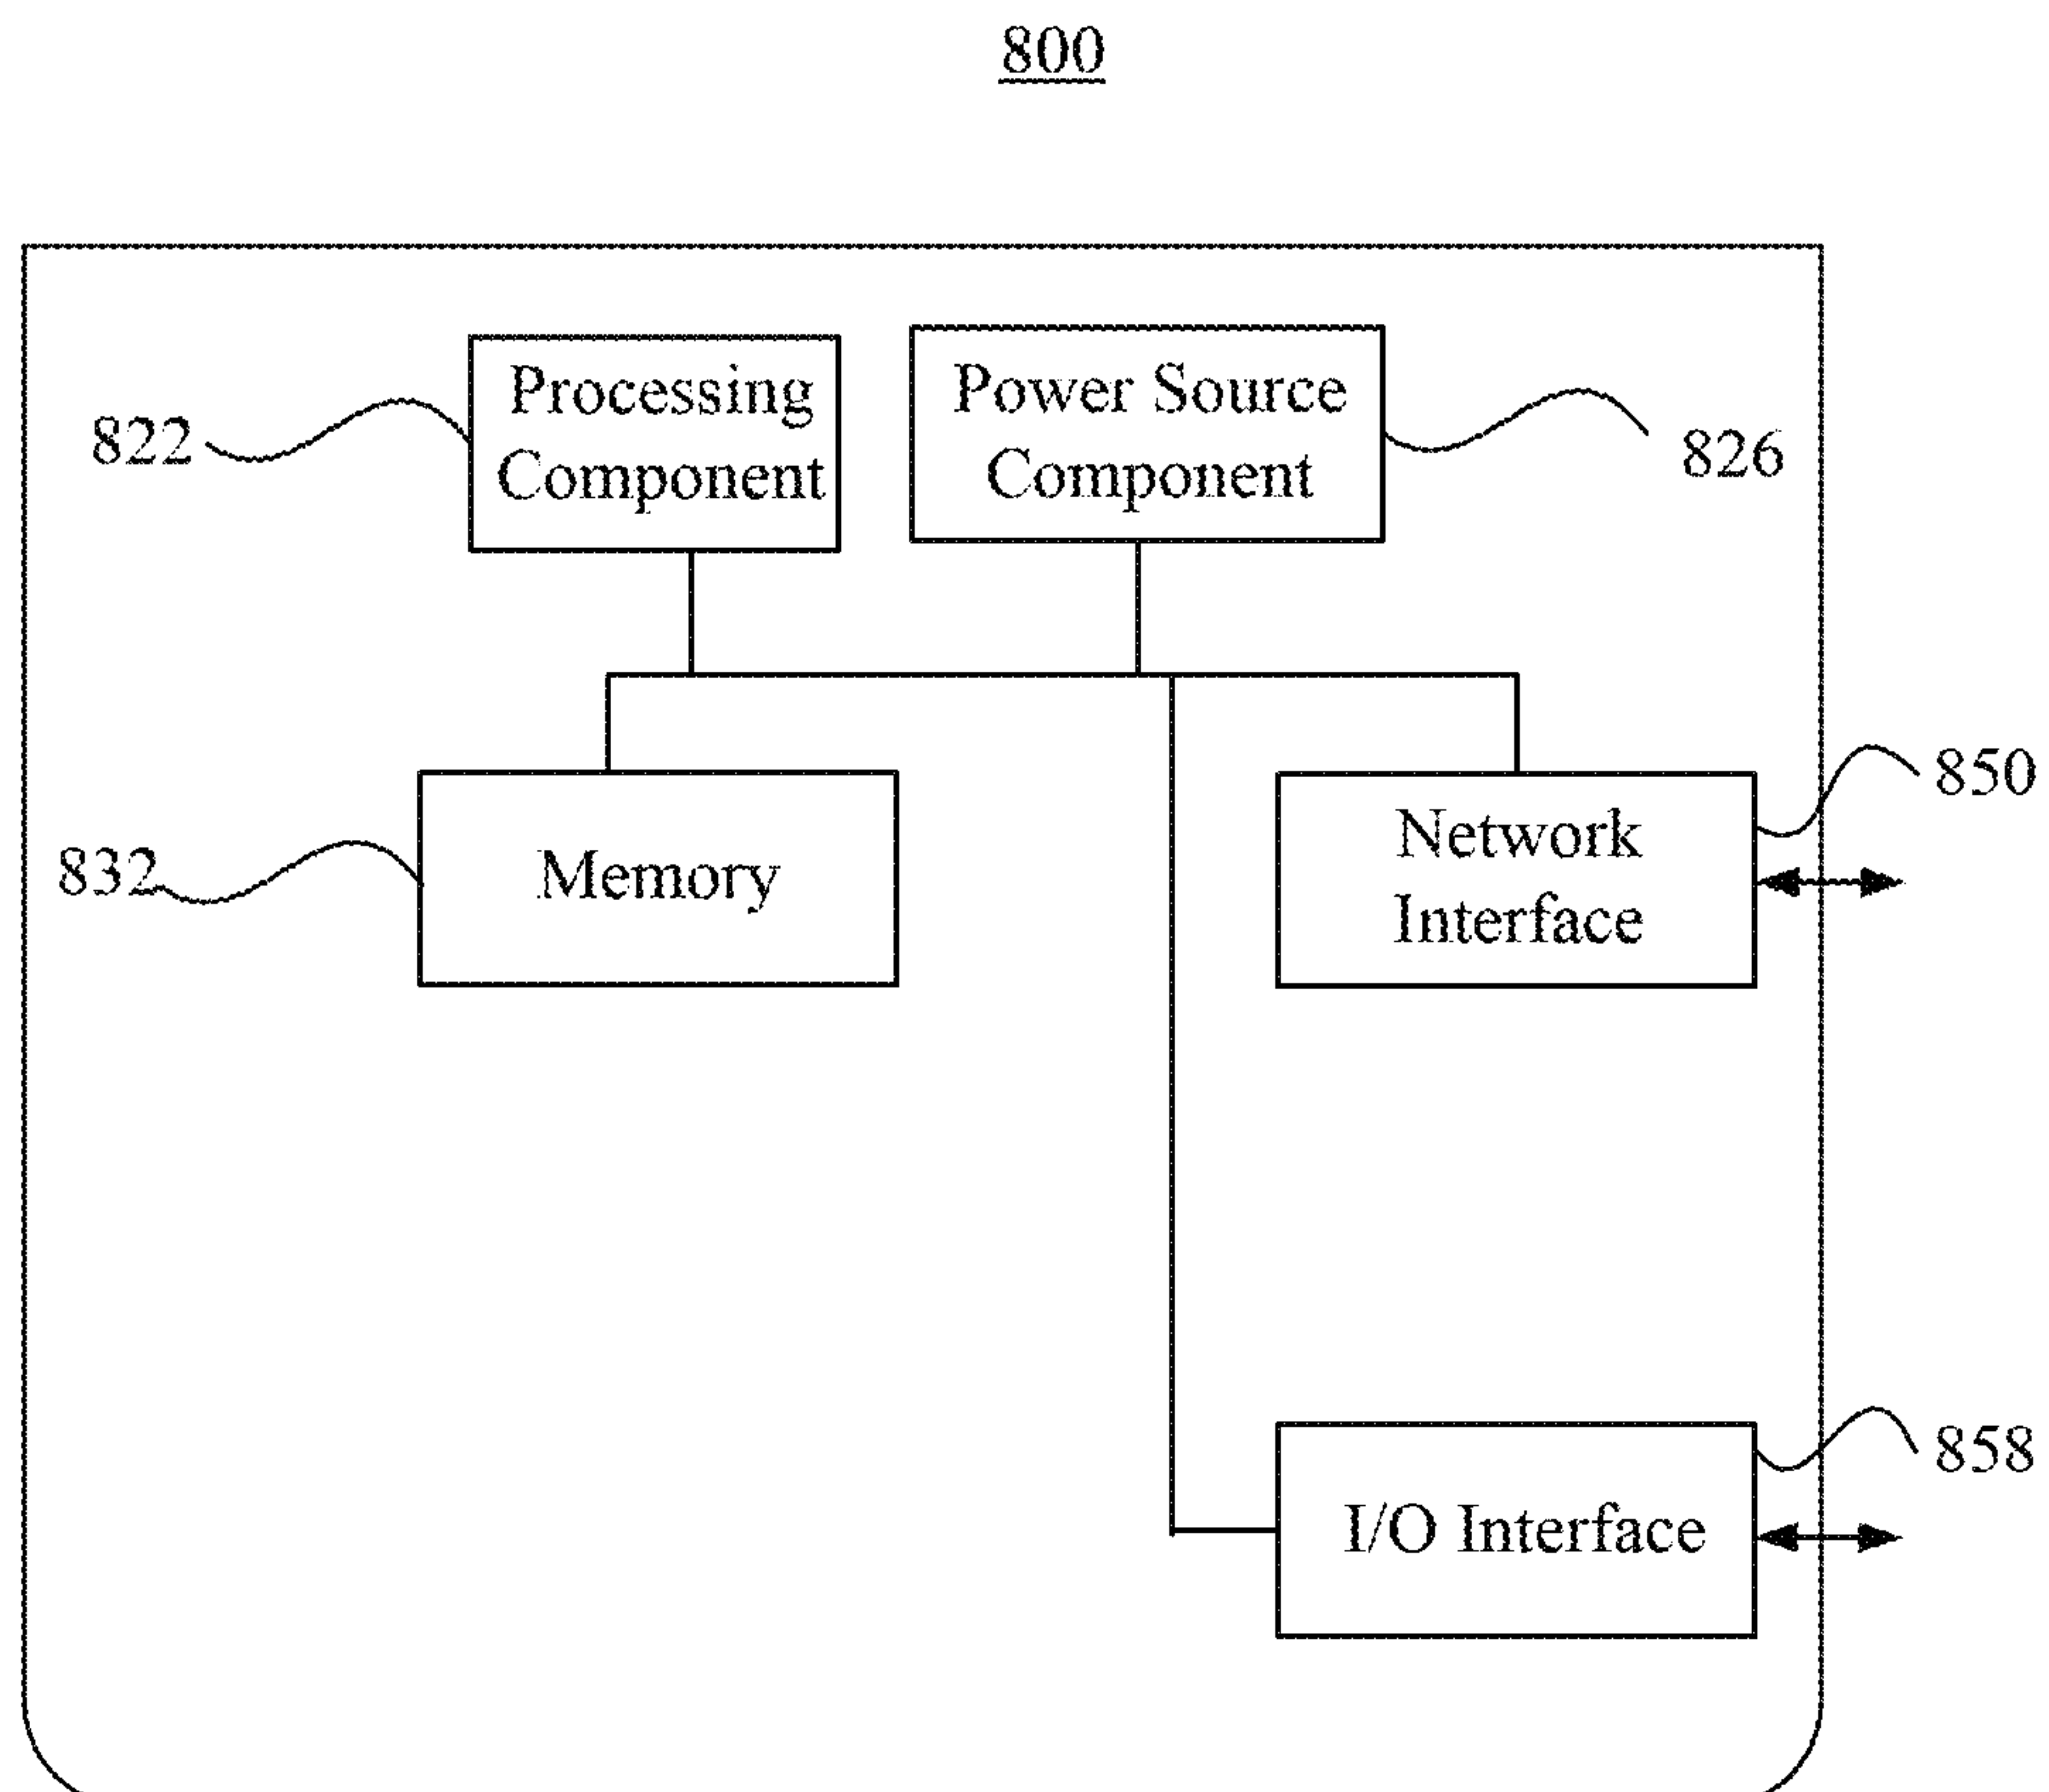 800
Processing
Component
Power Source
Component
822
826
850
Network
Interface
832
Memory
858
I/O Interface